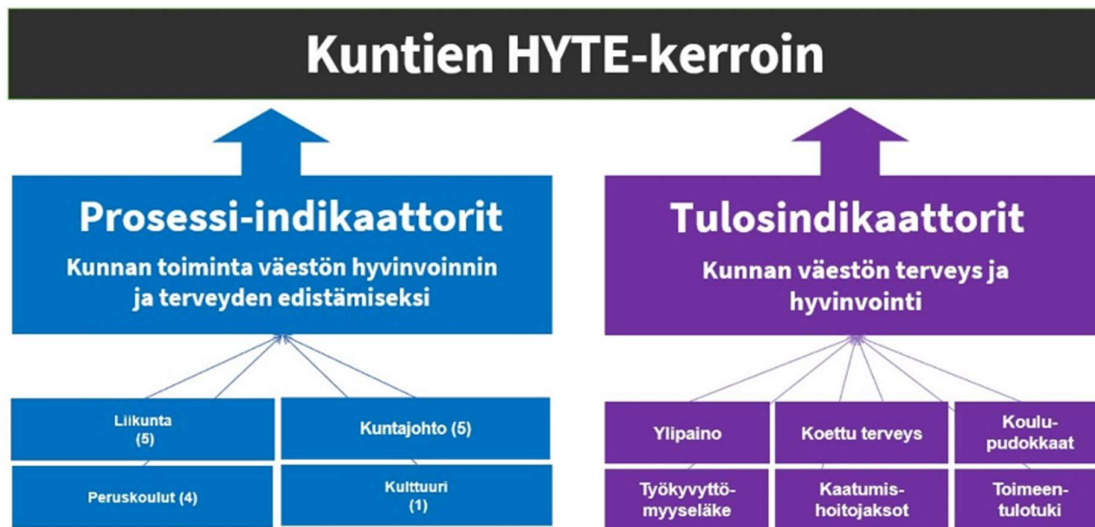 Kuntien HYTE-kerroin
Prosessi-indikaattorit
Kunnan toiminta väestön hyvinvoinnin
ja terveyden edistämiseksi
Tulosindikaattorit
Kunnan väestön terveys ja
hyvinvointi
Liikunta
(5)
Kuntajohto (5)
Peruskoulut (4)
Kulttuuri
(1)
Ylipaino
Koettu terveys
Koulu-
pudokkaat
Työkyvyttö-
myyseläke
Kaatumis-
hoitojaksot
Toimeen-
tulotuki